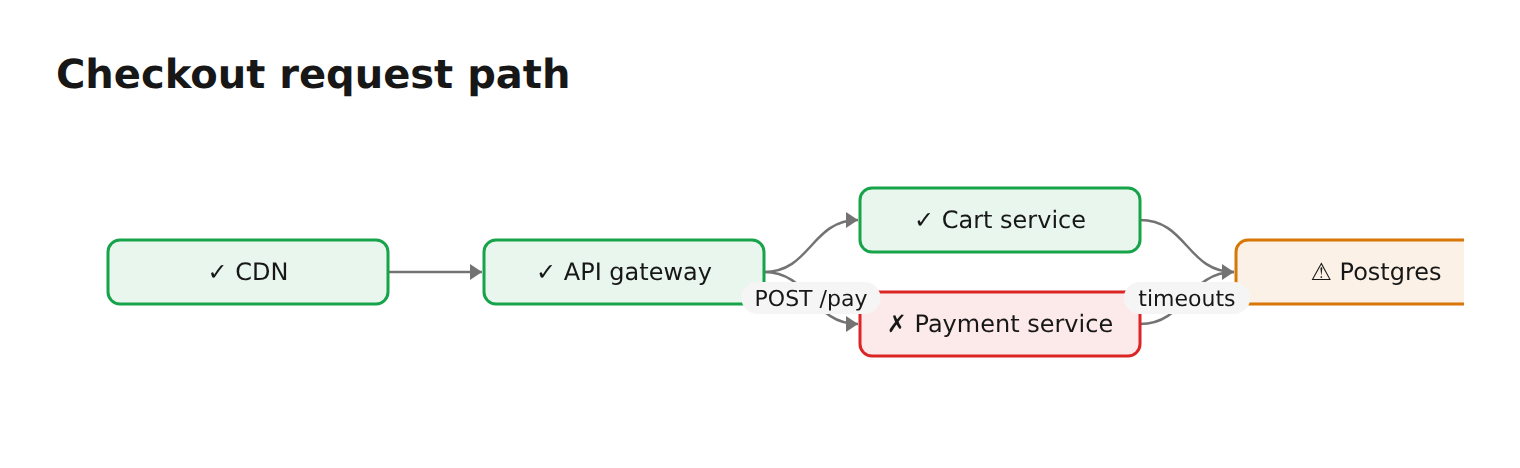 Checkout request path
✓ CDN
✓ API gateway
POST /pay
✓ Cart service
✗ Payment service
timeouts
⚠ Postgres